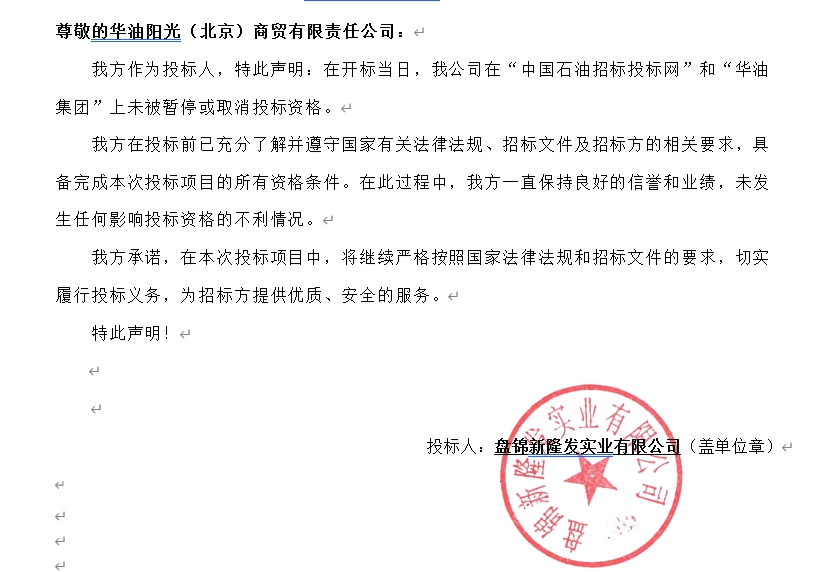 尊敬的华油阳光（北京）商贸有限责任公司：
我方作为投标人，特此声明：在开标当日，我公司在“中国石油招标投标网”和“华油
集团”上未被暂停或取消投标资格。
我方在投标前已充分了解并遵守国家有关法律法规、招标文件及招标方的相关要求，具
备完成本次投标项目的所有资格条件。在此过程中，我方一直保持良好的信誉和业绩，未发
生任何影响投标资格的不利情况。
我方承诺，在本次投标项目中，将继续严格按照国家法律法规和招标文件的要求，切实
履行投标义务，为招标方提供优质、安全的服务。
特此声明！
投标人：盘锦新隆发实业有限公司（盖单位章）
盘锦新隆发实业有限公司